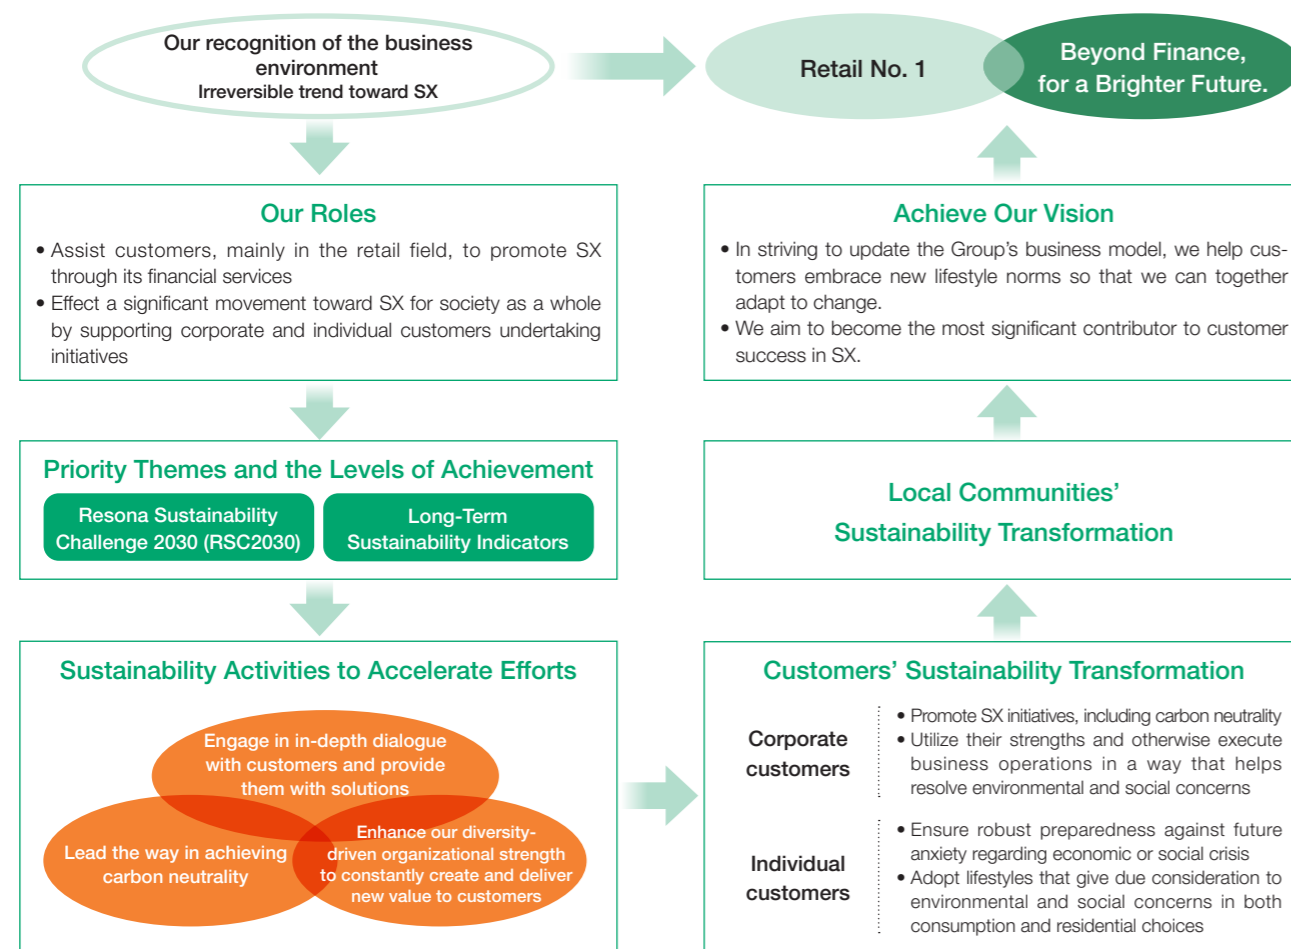 Our recognition of the business
environment
Irreversible trend toward SX
Retail No. 1
Beyond Finance,
for a Brighter Future.
Our Roles
• Assist customers, mainly in the retail field, to promote SX
through its financial services
• Effect a significant movement toward SX for society as a whole
by supporting corporate and individual customers undertaking
initiatives
Priority Themes and the Levels of Achievement
Resona Sustainability
Challenge 2030 (RSC2030)
Long-Term
Sustainability Indicators
Sustainability Activities to Accelerate Efforts
Engage in in-depth dialogue
with customers and provide
them with solutions
Lead the way in achieving
carbon neutrality
Enhance our diversity-
driven organizational strength
to constantly create and deliver
new value to customers
Achieve Our Vision
• In striving to update the Group’s business model, we help cus-
tomers embrace new lifestyle norms so that we can together
adapt to change.
• We aim to become the most significant contributor to customer
success in SX.
Local Communities’
Sustainability Transformation
Customers’ Sustainability Transformation
Corporate
customers
• Promote SX initiatives, including carbon neutrality
• Utilize their strengths and otherwise execute
business operations in a way that helps
resolve environmental and social concerns
Individual
customers
• Ensure robust preparedness against future
anxiety regarding economic or social crisis
• Adopt lifestyles that give due consideration to
environmental and social concerns in both
consumption and residential choices